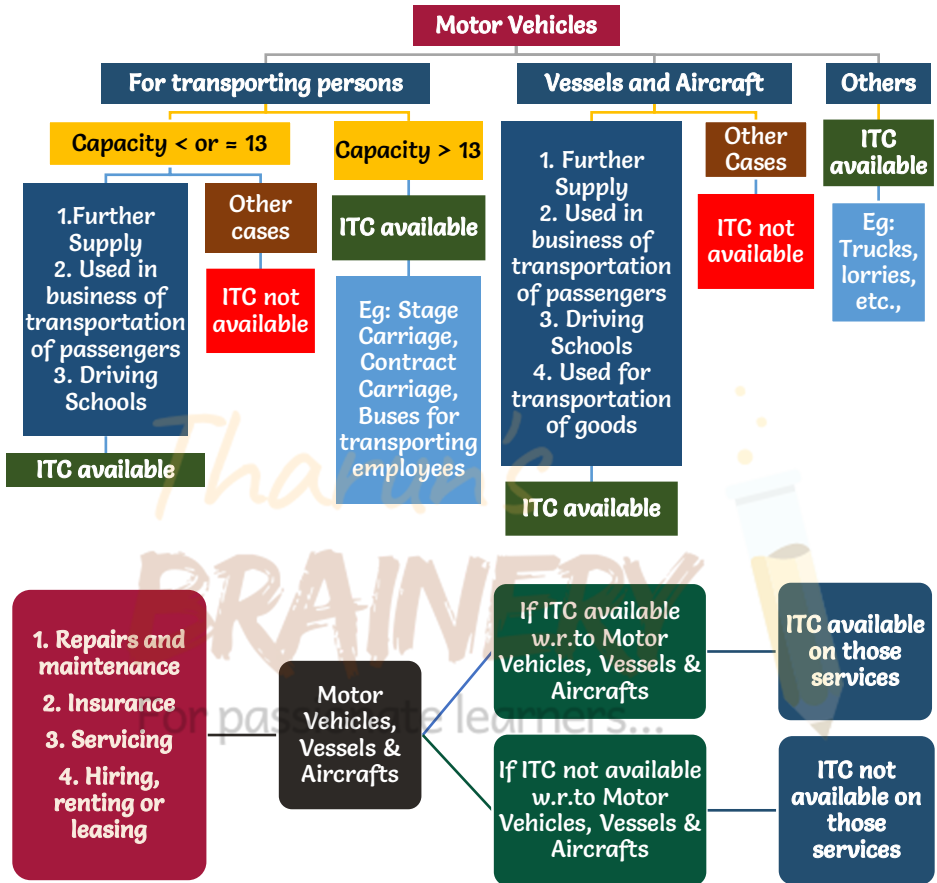 Motor Vehicles
For transporting persons
Capacity < or = 13
1.Further
Supply
2. Used in
business of
transportation
of passengers
3. Driving
Schools
ITC available
Other
cases
ITC not
available
Capacity > 13
ITC available
Eg: Stage
Carriage,
Contract
Carriage,
Buses for
transporting
employees
Vessels and Aircraft
1. Further
Supply
2. Used in
business of
transportation
of passengers
3. Driving
Schools
4. Used for
transportation
of goods
ITC available
Other
Cases
ITC not
available
Others
ITC
available
Eg:
Trucks,
lorries,
etc.,
Tharun's
BRAINERY
For passionate learners...
1. Repairs and
maintenance
2. Insurance
3. Servicing
4. Hiring,
renting or
leasing
Motor
Vehicles,
Vessels &
Aircrafts
If ITC available
w.r.to Motor
Vehicles, Vessels &
Aircrafts
ITC available
on those
services
If ITC not available
w.r.to Motor
Vehicles, Vessels &
Aircrafts
ITC not
available on
those
services